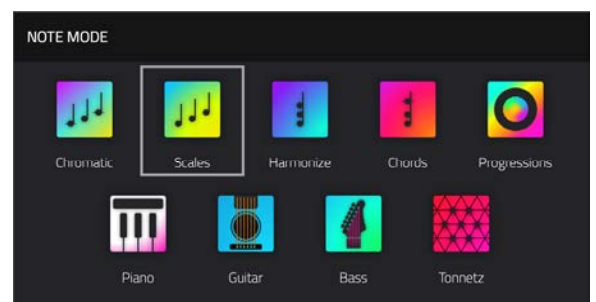 NOTE MODE
Chromatic Scales Harmonize Chords Progressions
Piano Guitar Bass Tonnetz